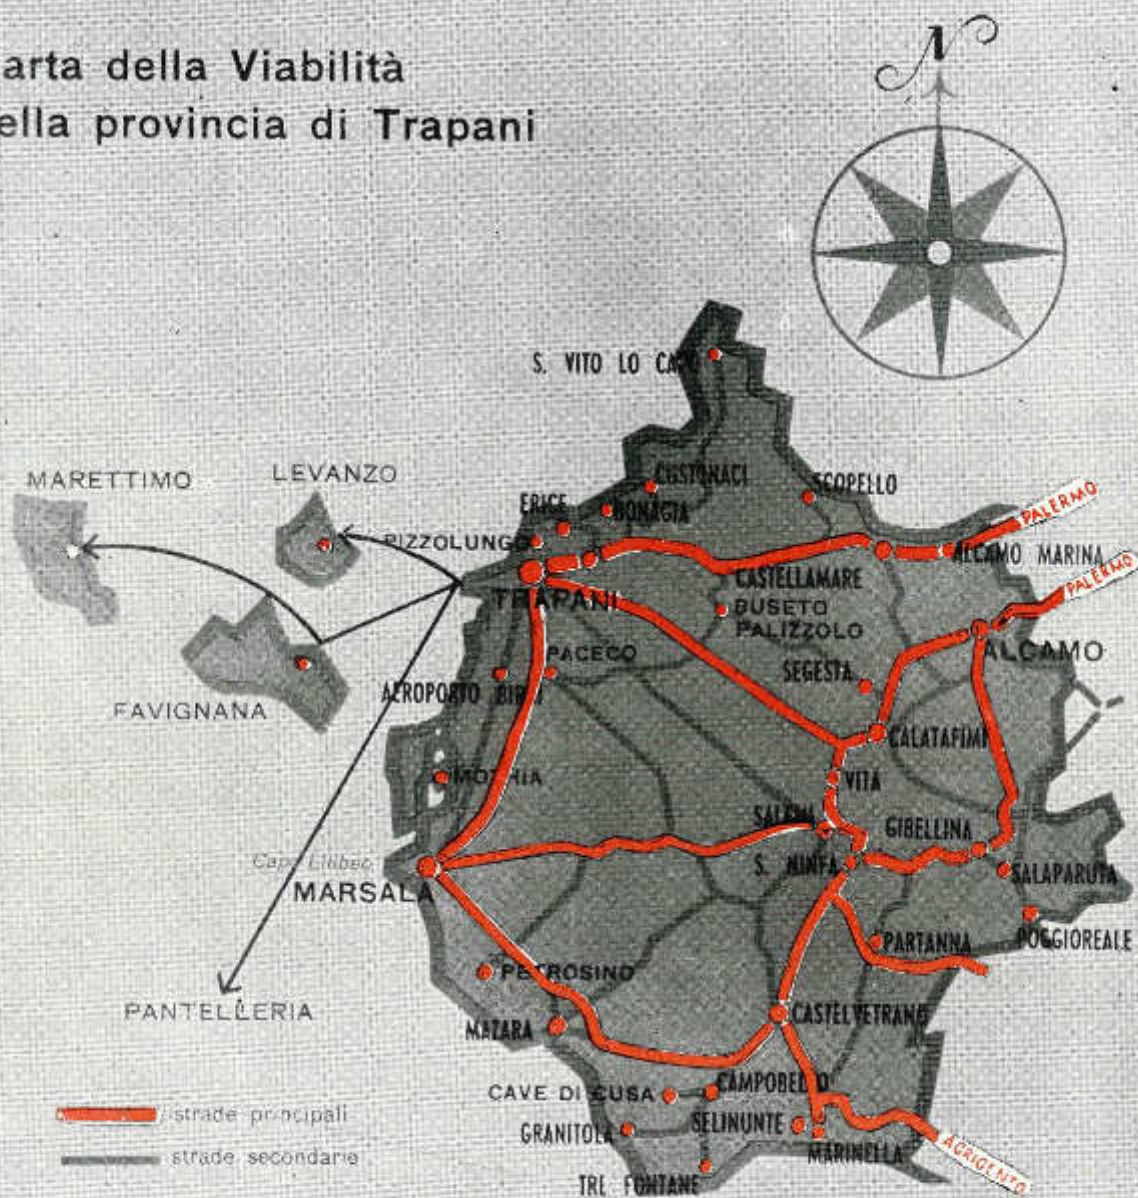 arta della Viabilità
ella provincia di Trapani
N
S. VITO LO CAPO
MARETTIMO
LEVANZO
CUSTONACI
SCOPELLO
ERICE
BONAGIA
PALERMO
PIZZOLUNGO
ALCAMO MARINA
CASTELLAMARE
PALERMO
TRAPANI
BUSETO
PALIZZOLO
PACECO
ALCAMO
SEGESTA
AEROPORTO BIRGI
FAVIGNANA
CALATAFIMI
MOTHIA
VITA
SALEMI
GIBELLINA
Capo Lilibeo
S. NINFA
SALAPARUTA
MARSALA
PARTANNA
POGGIOREALE
PETROSINO
PANTELLERIA
CASTELVETRANO
MAZARA
CAMPOBELLO
CAVE DI CUSA
strade principali
GRANITOLA
SELINUNTE
MARINELLA
AGRIGENTO
strade secondarie
TRE FONTANE